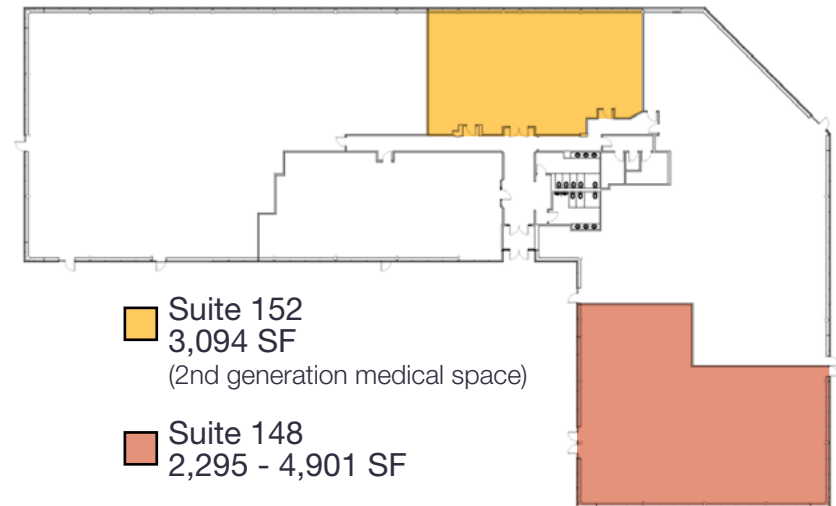 Suite 152
3,094 SF
(2nd generation medical space)
Suite 148
2,295 - 4,901 SF